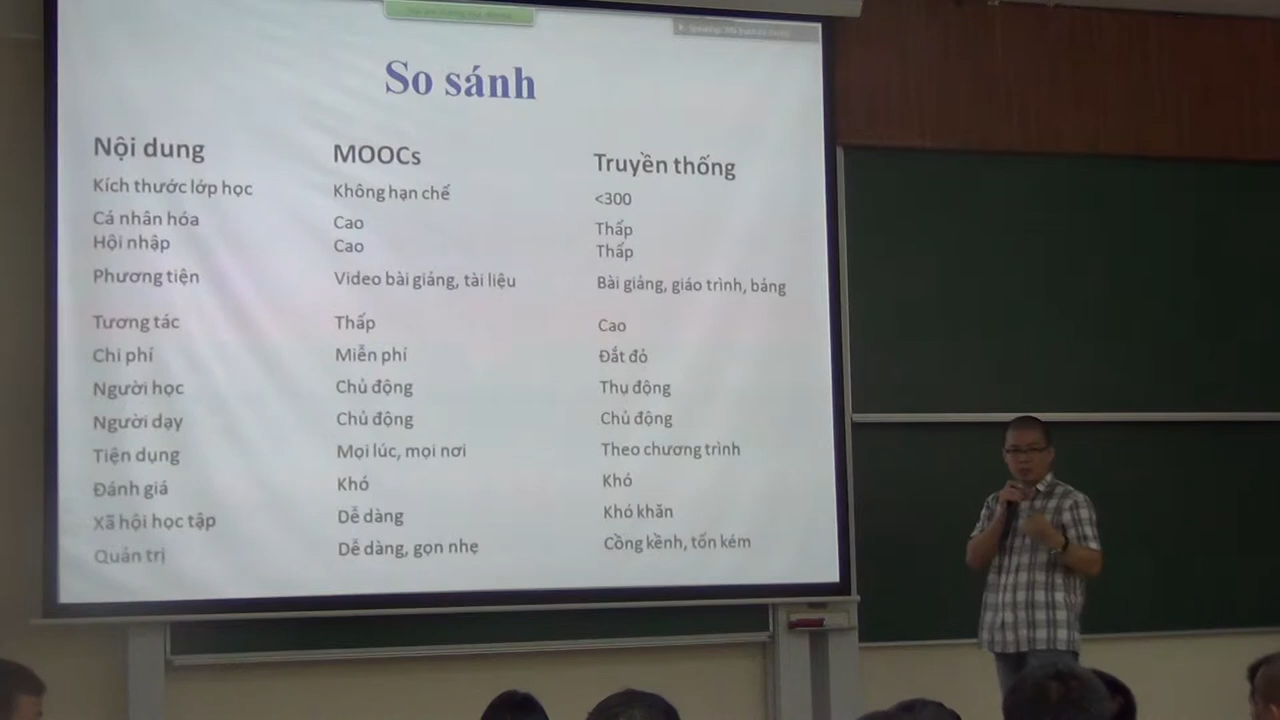 So sánh
Nội dung MOOCs Truyền thống
Kích thước lớp học Không hạn chế <300
Cá nhân hóa Cao Thấp
Hội nhập Cao Thấp
Phương tiện Video bài giảng, tài liệu Bài giảng, giáo trình, bảng
Tương tác Thấp Cao
Chi phí Miễn phí Đắt đỏ
Người học Chủ động Thụ động
Người dạy Chủ động Chủ động
Tiện dụng Mọi lúc, mọi nơi Theo chương trình
Đánh giá Khó Khó
Xã hội học tập Dễ dàng Khó khăn
Quản trị Dễ dàng, gọn nhẹ Cồng kềnh, tốn kém